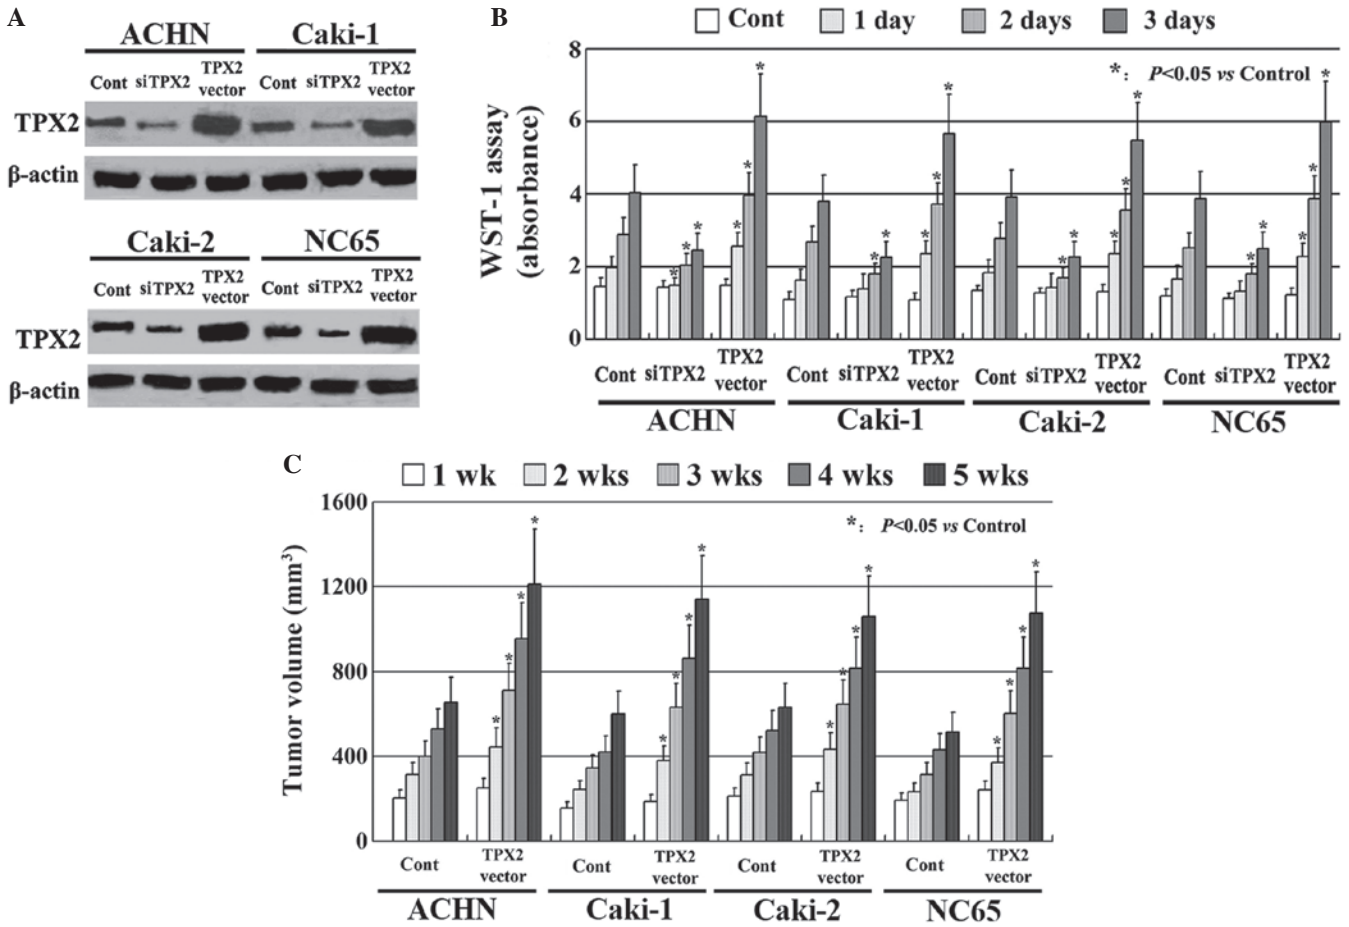 A
ACHN Caki-1
Cont siTPX2 TPX2 vector Cont siTPX2 TPX2 vector
TPX2
β-actin
Caki-2 NC65
Cont siTPX2 TPX2 vector Cont siTPX2 TPX2 vector
TPX2
β-actin
B
Cont 1 day 2 days 3 days
*: P<0.05 vs Control
WST-1 assay
(absorbance)
8
6
4
2
0
* * * * * * * * * * * * * * * * * * * * * *
Cont siTPX2 TPX2 vector Cont siTPX2 TPX2 vector Cont siTPX2 TPX2 vector Cont siTPX2 TPX2 vector
ACHN Caki-1 Caki-2 NC65
C
1 wk 2 wks 3 wks 4 wks 5 wks
*: P<0.05 vs Control
Tumor volume (mm³)
1600
1200
800
400
0
* * * * * * * * * * * * * * * *
Cont TPX2 vector Cont TPX2 vector Cont TPX2 vector Cont TPX2 vector
ACHN Caki-1 Caki-2 NC65